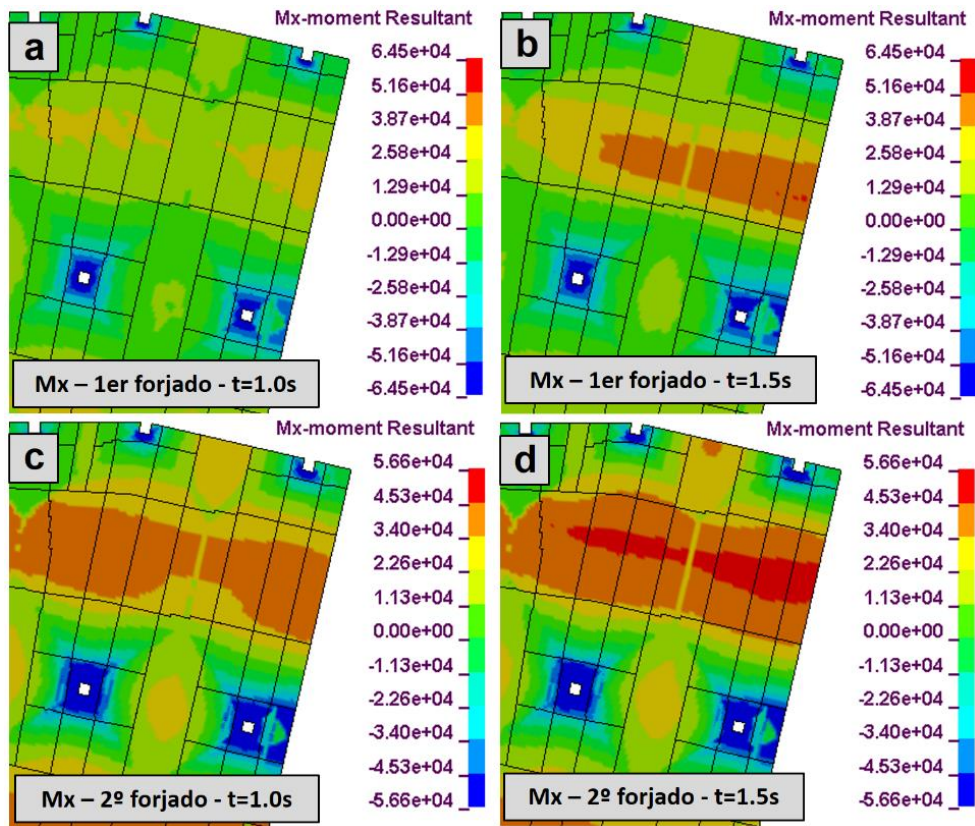 a
Mx-moment Resultant
6.45e+04
5.16e+04
3.87e+04
2.58e+04
1.29e+04
0.00e+00
-1.29e+04
-2.58e+04
-3.87e+04
-5.16e+04
-6.45e+04
Mx – 1er forjado - t=1.0s
b
Mx-moment Resultant
6.45e+04
5.16e+04
3.87e+04
2.58e+04
1.29e+04
0.00e+00
-1.29e+04
-2.58e+04
-3.87e+04
-5.16e+04
-6.45e+04
Mx – 1er forjado - t=1.5s
c
Mx-moment Resultant
5.66e+04
4.53e+04
3.40e+04
2.26e+04
1.13e+04
0.00e+00
-1.13e+04
-2.26e+04
-3.40e+04
-4.53e+04
-5.66e+04
Mx – 2º forjado - t=1.0s
d
Mx-moment Resultant
5.66e+04
4.53e+04
3.40e+04
2.26e+04
1.13e+04
0.00e+00
-1.13e+04
-2.26e+04
-3.40e+04
-4.53e+04
-5.66e+04
Mx – 2º forjado - t=1.5s